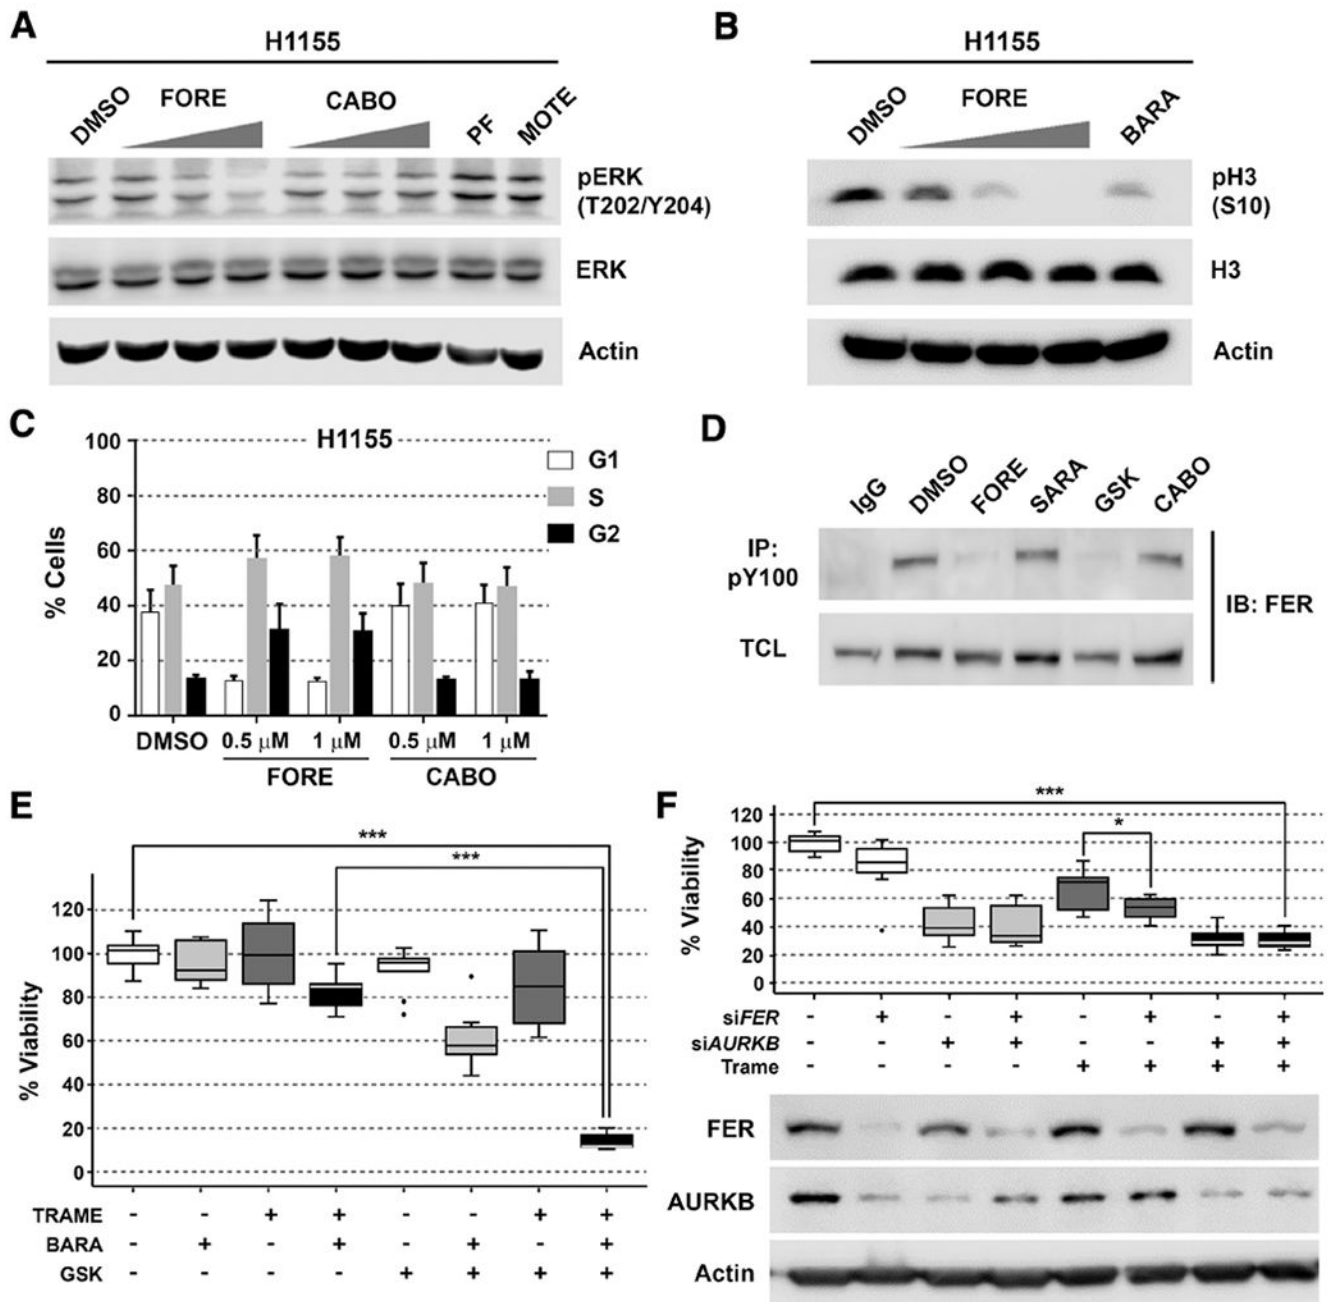 A
H1155
DMSO FORE CABO PF MOTE
pERK
(T202/Y204)
ERK
Actin
B
H1155
DMSO FORE BARA
pH3
(S10)
H3
Actin
C
H1155
% Cells
100
80
60
40
20
0
G1
S
G2
DMSO 0.5 μM 1 μM 0.5 μM 1 μM
FORE CABO
D
IgG DMSO FORE SARA GSK CABO
IP:
pY100
TCL
IB: FER
E
***
***
% Viability
120
100
80
60
40
20
0
TRAME - - + + - - + +
BARA - + - + - + - +
GSK - - - - + + + +
F
***
*
% Viability
120
100
80
60
40
20
0
siFER - + - + - + - +
siAURKB - - + + - - + +
Trame - - - - + + + +
FER
AURKB
Actin